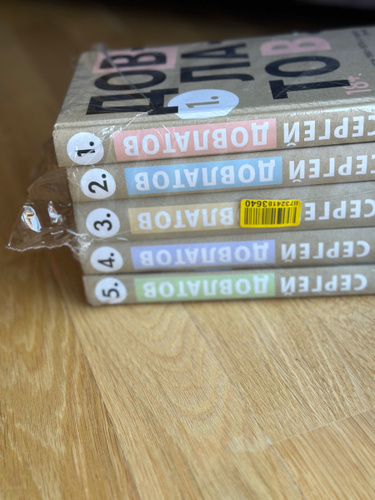 ДОВ
ЛА
ТОВ
1.
18+
1.
СЕРГЕЙ ДОВЛАТОВ
2.
СЕРГЕЙ ДОВЛАТОВ
3.
СЕРГЕ ВЛАТОВ
4.
СЕРГЕЙ ДОВЛАТОВ
5.
СЕРГЕЙ ДОВЛАТОВ